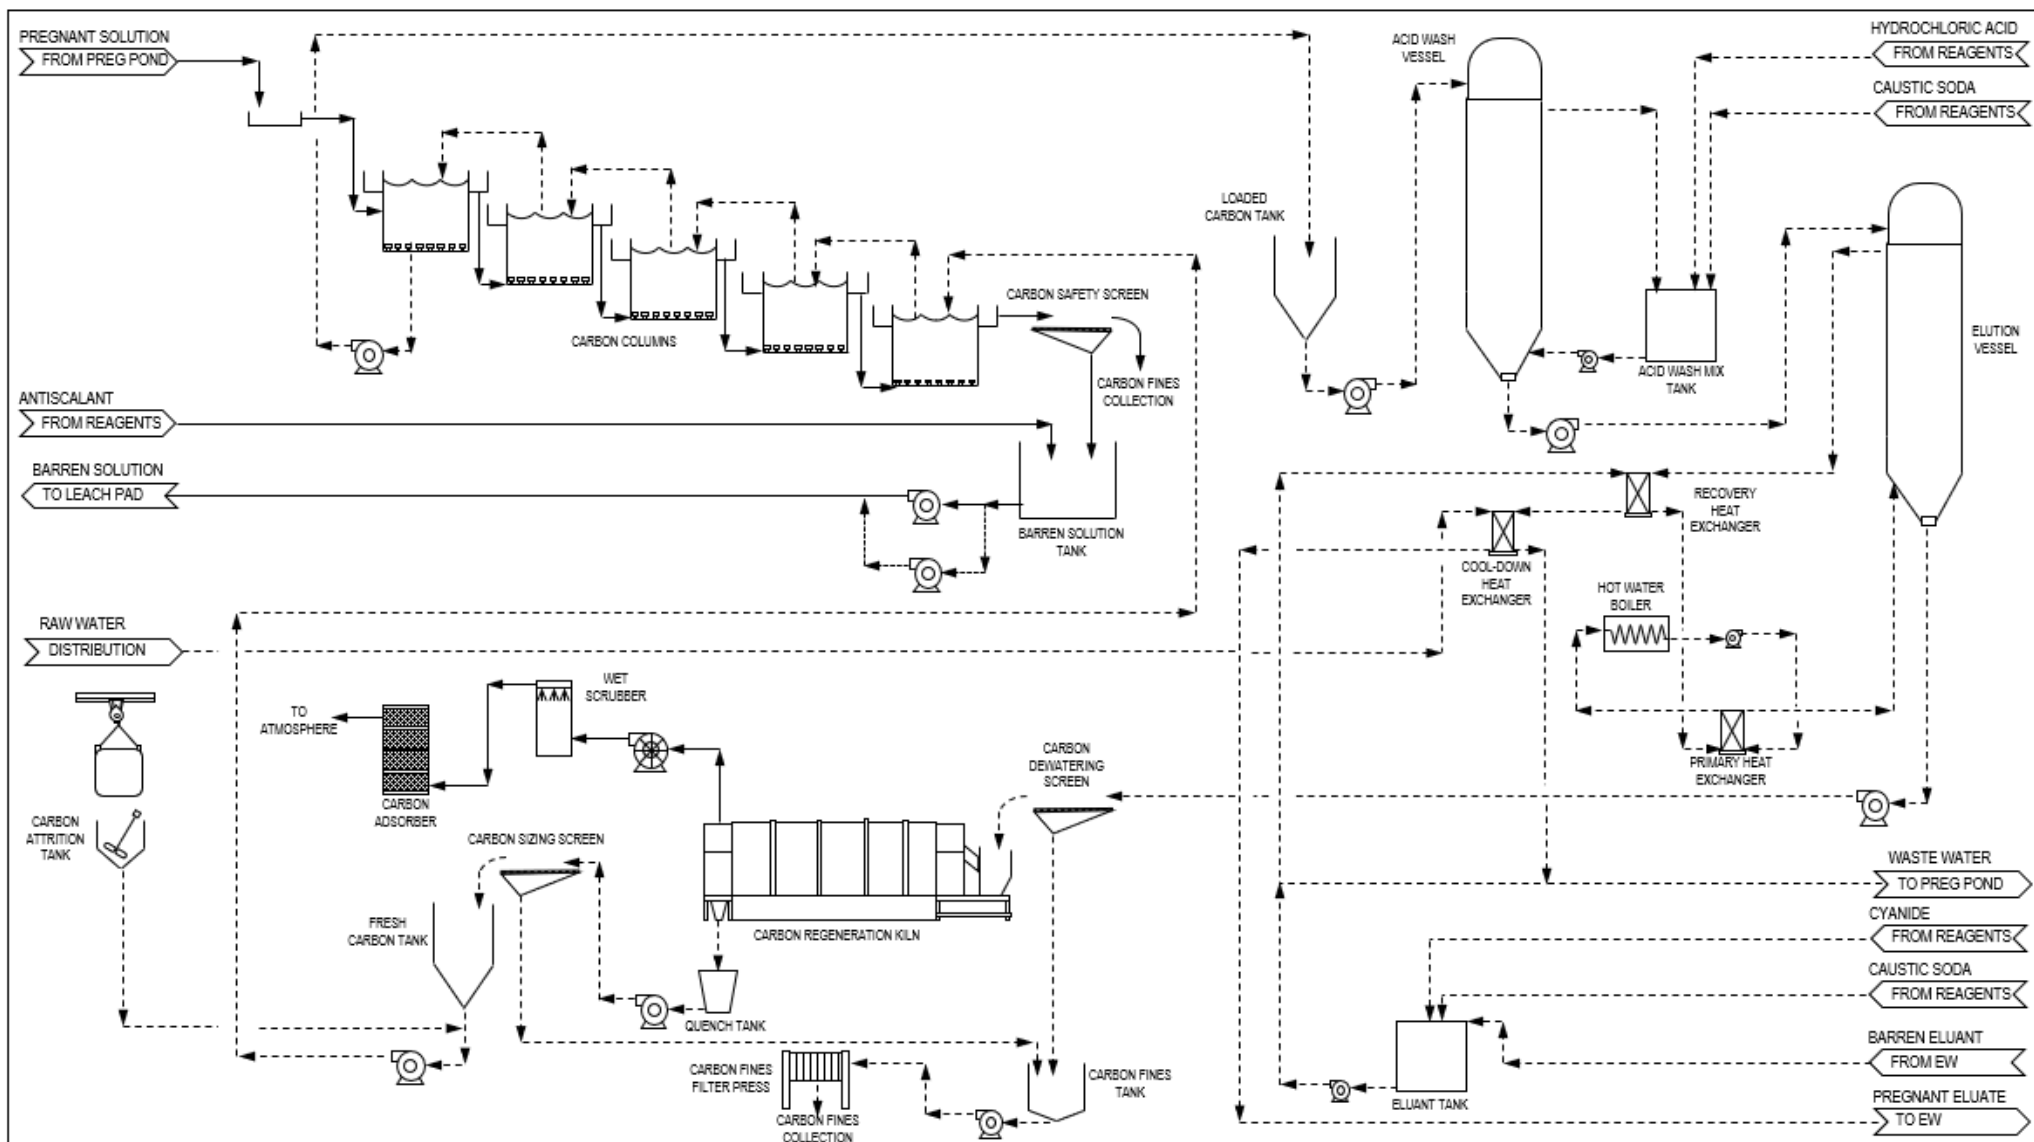 PREGNANT SOLUTION
FROM PREG POND
ACID WASH
VESSEL
HYDROCHLORIC ACID
FROM REAGENTS
CAUSTIC SODA
FROM REAGENTS
LOADED
CARBON TANK
CARBON SAFETY SCREEN
CARBON COLUMNS
CARBON FINES
COLLECTION
ACID WASH MIX
TANK
ELUTION
VESSEL
ANTISCALANT
FROM REAGENTS
BARREN SOLUTION
TO LEACH PAD
BARREN SOLUTION
TANK
RECOVERY
HEAT
EXCHANGER
COOL-DOWN
HEAT
EXCHANGER
HOT WATER
BOILER
RAW WATER
DISTRIBUTION
WET
SCRUBBER
TO
ATMOSPHERE
CARBON
ADSORBER
CARBON
DEWATERING
SCREEN
PRIMARY HEAT
EXCHANGER
CARBON
ATTRITION
TANK
CARBON SIZING SCREEN
WASTE WATER
TO PREG POND
FRESH
CARBON TANK
CARBON REGENERATION KILN
CYANIDE
FROM REAGENTS
CAUSTIC SODA
FROM REAGENTS
QUENCH TANK
BARREN ELUANT
FROM EW
CARBON FINES
FILTER PRESS
CARBON FINES
TANK
ELUANT TANK
PREGNANT ELUATE
TO EW
CARBON FINES
COLLECTION